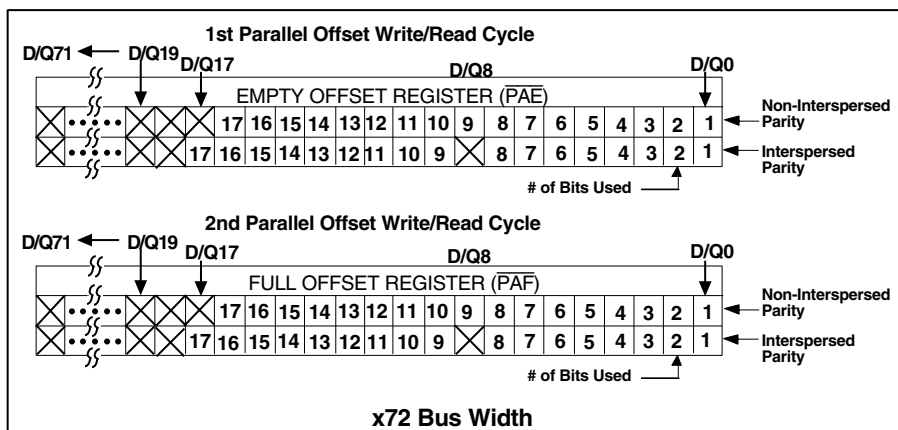 1st Parallel Offset Write/Read Cycle
D/Q71 D/Q19
D/Q17 D/Q8 D/Q0
EMPTY OFFSET REGISTER (PAE)
17 16 15 14 13 12 11 10 9 8 7 6 5 4 3 2 1 Non-Interspersed Parity
17 16 15 14 13 12 11 10 9 8 7 6 5 4 3 2 1 Interspersed Parity
# of Bits Used
2nd Parallel Offset Write/Read Cycle
D/Q71 D/Q19
D/Q17 D/Q8 D/Q0
FULL OFFSET REGISTER (PAF)
17 16 15 14 13 12 11 10 9 8 7 6 5 4 3 2 1 Non-Interspersed Parity
17 16 15 14 13 12 11 10 9 8 7 6 5 4 3 2 1 Interspersed Parity
# of Bits Used
x72 Bus Width